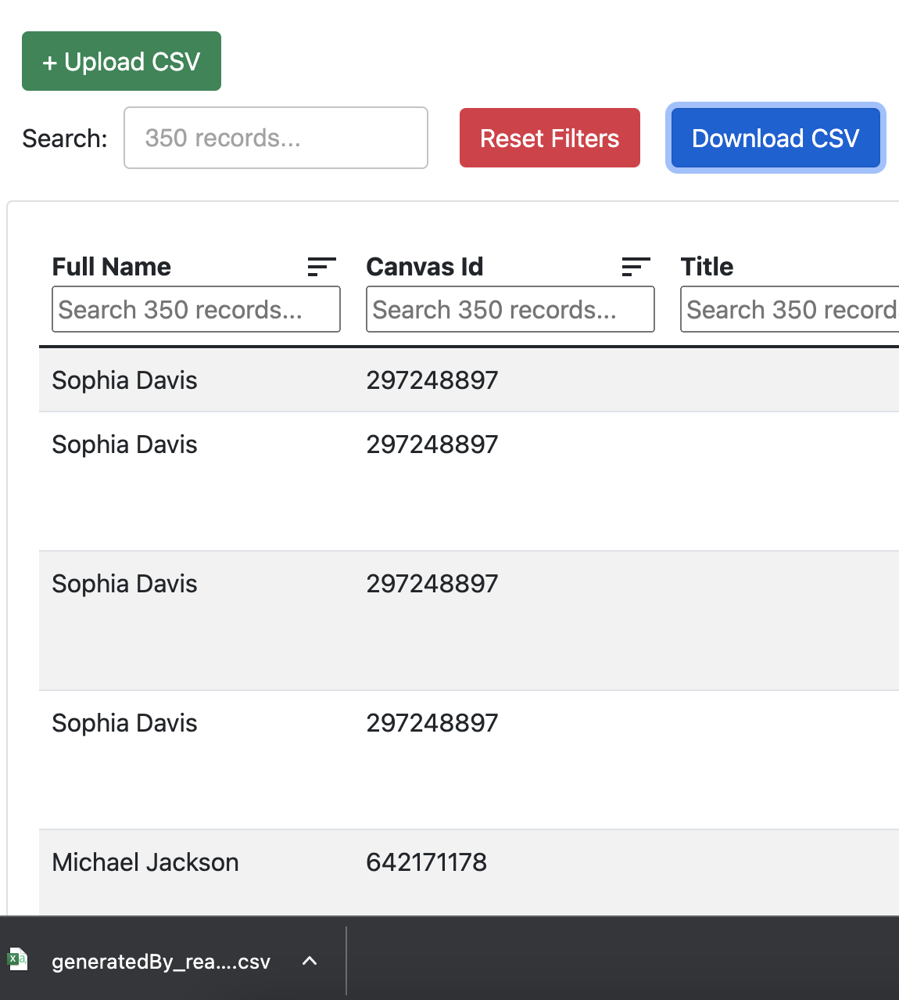 + Upload CSV
Search: 350 records... Reset Filters Download CSV
Full Name Canvas Id Title
Search 350 records... Search 350 records... Search 350 record
Sophia Davis 297248897
Sophia Davis 297248897
Sophia Davis 297248897
Sophia Davis 297248897
Michael Jackson 642171178
generatedBy_rea....csv